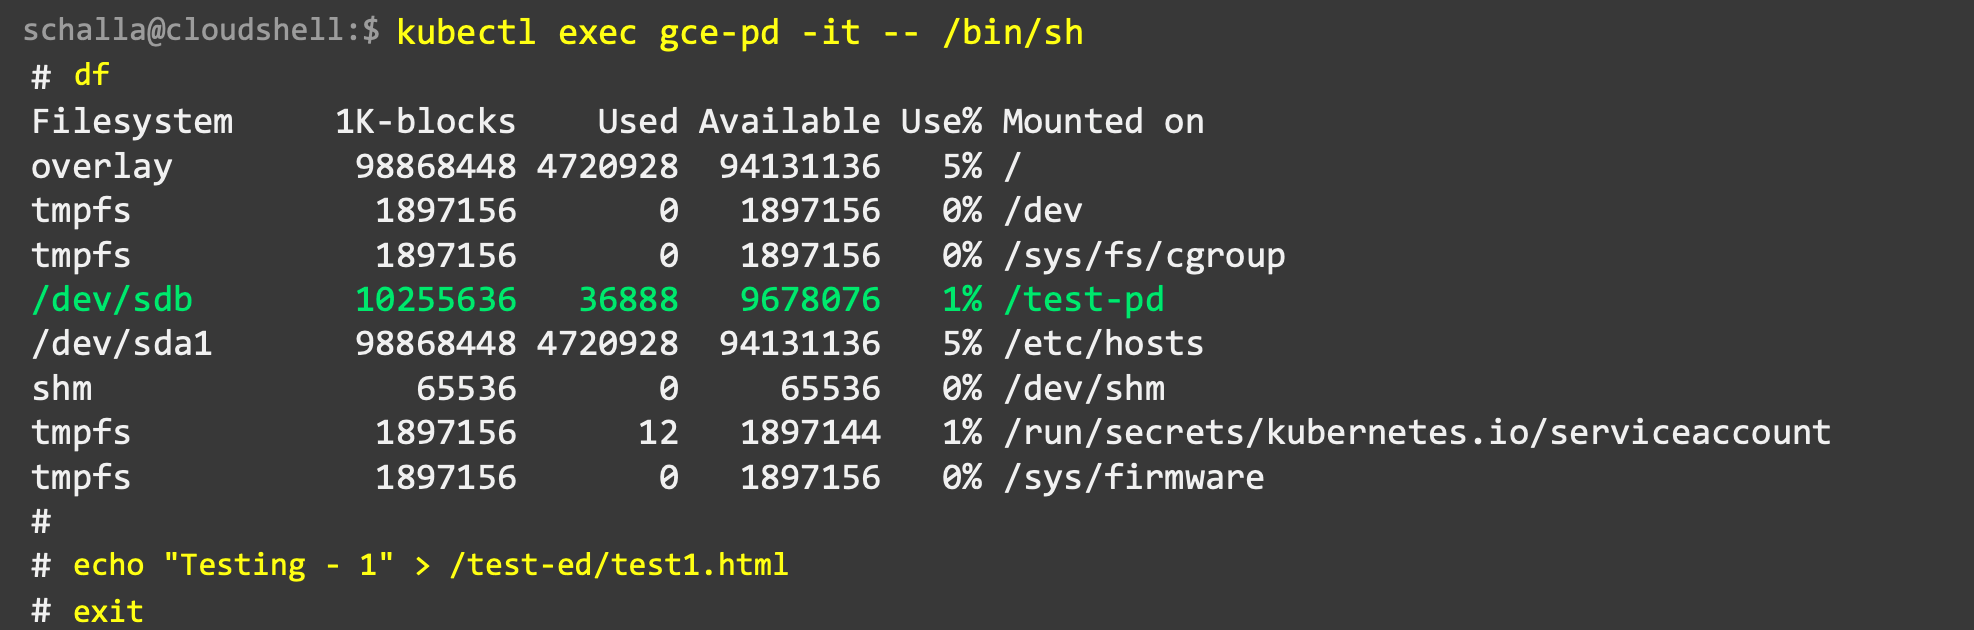 schalla@cloudshell:$ kubectl exec gce-pd -it -- /bin/sh
# df
Filesystem     1K-blocks    Used Available Use% Mounted on
overlay         98868448 4720928  94131136   5% /
tmpfs            1897156       0   1897156   0% /dev
tmpfs            1897156       0   1897156   0% /sys/fs/cgroup
/dev/sdb        10255636   36888   9678076   1% /test-pd
/dev/sda1       98868448 4720928  94131136   5% /etc/hosts
shm                65536       0     65536   0% /dev/shm
tmpfs            1897156      12   1897144   1% /run/secrets/kubernetes.io/serviceaccount
tmpfs            1897156       0   1897156   0% /sys/firmware
#
# echo "Testing - 1" > /test-ed/test1.html
# exit